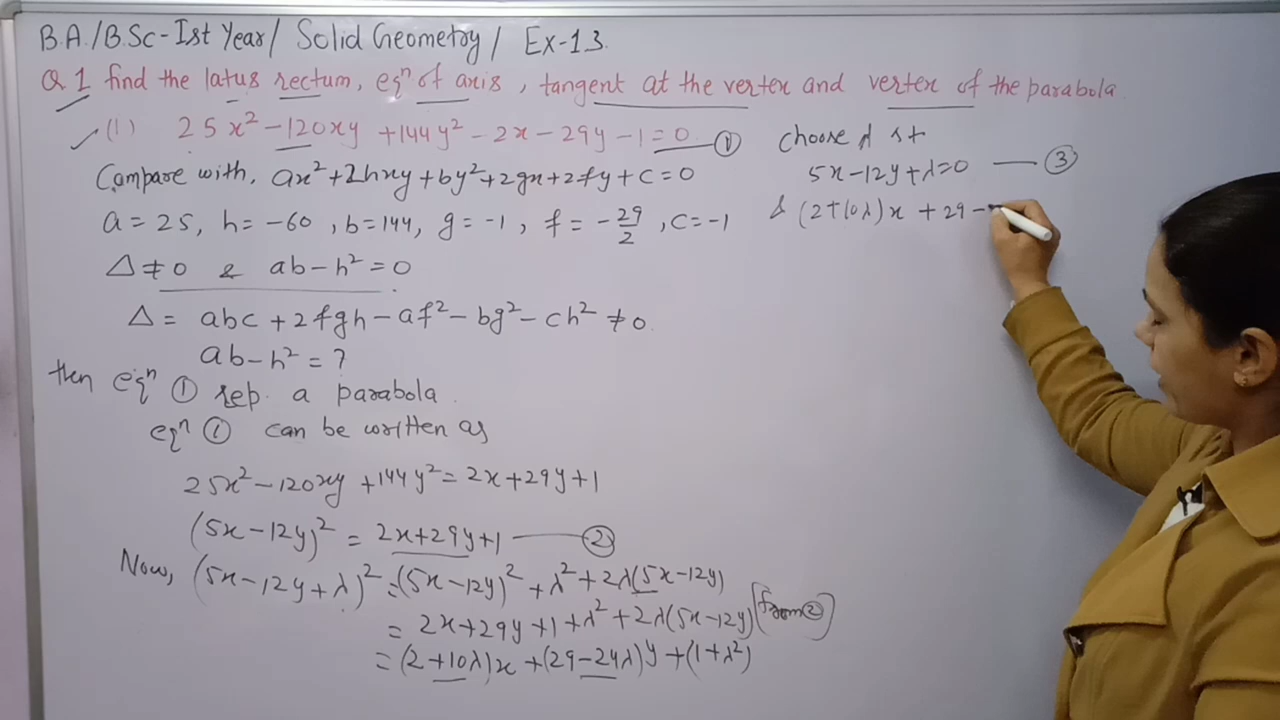 B.A./B.Sc-Ist Year/ Solid Geometry/ Ex-13.
Q.1 find the latus rectum, eqⁿ of axis, tangent at the vertex and vertex of the parabola
(1) 25x²-120xy+144y²-2x-29y-1=0 ①
Compare with, ax²+2hxy+by²+2gx+2fy+c=0
a=25, h=-60, b=144, g=-1, f=-29/2, c=-1
Δ≠0 & ab-h²=0
Δ= abc+2fgh-af²-bg²-ch²≠0.
ab-h²=?
then eqⁿ ① rep. a parabola.
eqⁿ ① can be written as
25x²-120xy+144y²=2x+29y+1
(5x-12y)²=2x+29y+1 ②
Now, (5x-12y+λ)²=(5x-12y)²+λ²+2λ(5x-12y)
=2x+29y+1+λ²+2λ(5x-12y) (from②)
=(2+10λ)x+(29-24λ)y+(1+λ²)
choose λ st
5x-12y+λ=0 ③
& (2+10λ)x+29-